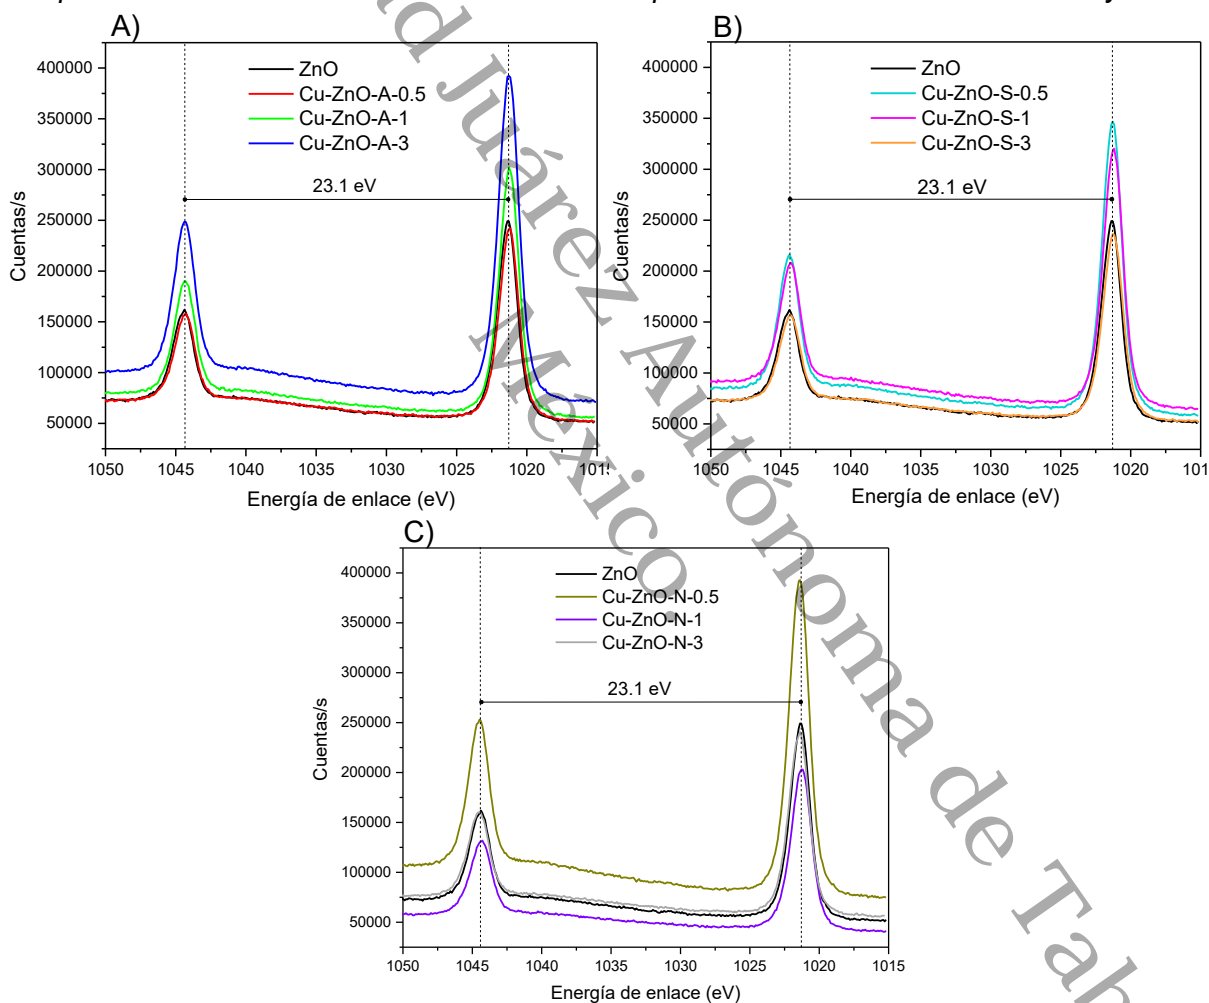 A)
ZnO
Cu-ZnO-A-0.5
Cu-ZnO-A-1
Cu-ZnO-A-3
23.1 eV
400000
350000
300000
250000
200000
150000
100000
50000
Cuentas/s
1050 1045 1040 1035 1030 1025 1020
Energía de enlace (eV)
B)
ZnO
Cu-ZnO-S-0.5
Cu-ZnO-S-1
Cu-ZnO-S-3
23.1 eV
400000
350000
300000
250000
200000
150000
100000
50000
Cuentas/s
1050 1045 1040 1035 1030 1025 1020 101
Energía de enlace (eV)
C)
ZnO
Cu-ZnO-N-0.5
Cu-ZnO-N-1
Cu-ZnO-N-3
23.1 eV
400000
350000
300000
250000
200000
150000
100000
50000
Cuentas/s
1050 1045 1040 1035 1030 1025 1020 1015
Energía de enlace (eV)
Juárez Autónoma de
México.